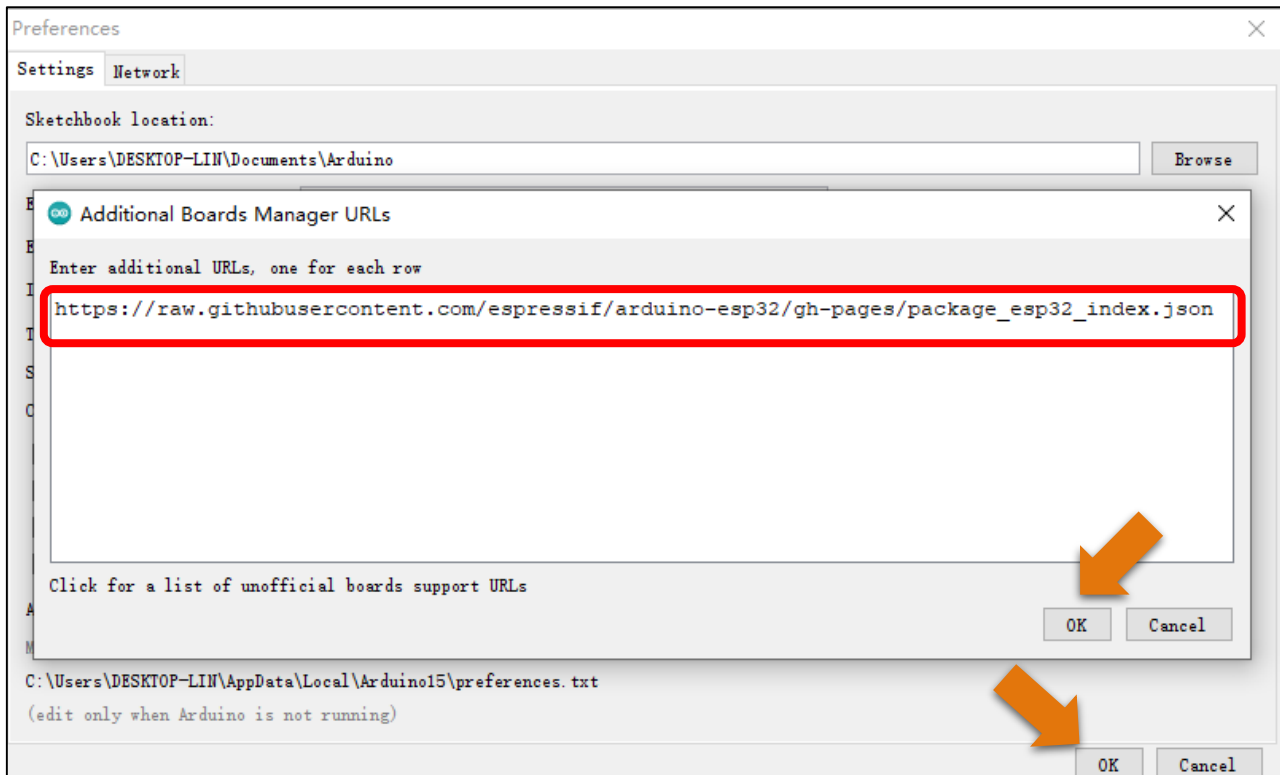 Preferences
Settings Network
Sketchbook location:
C:\Users\DESKTOP-LIN\Documents\Arduino Browse
Additional Boards Manager URLs
Enter additional URLs, one for each row
https://raw.githubusercontent.com/espressif/arduino-esp32/gh-pages/package_esp32_index.json
Click for a list of unofficial boards support URLs
OK Cancel
C:\Users\DESKTOP-LIN\AppData\Local\Arduino15\preferences.txt
(edit only when Arduino is not running)
OK Cancel